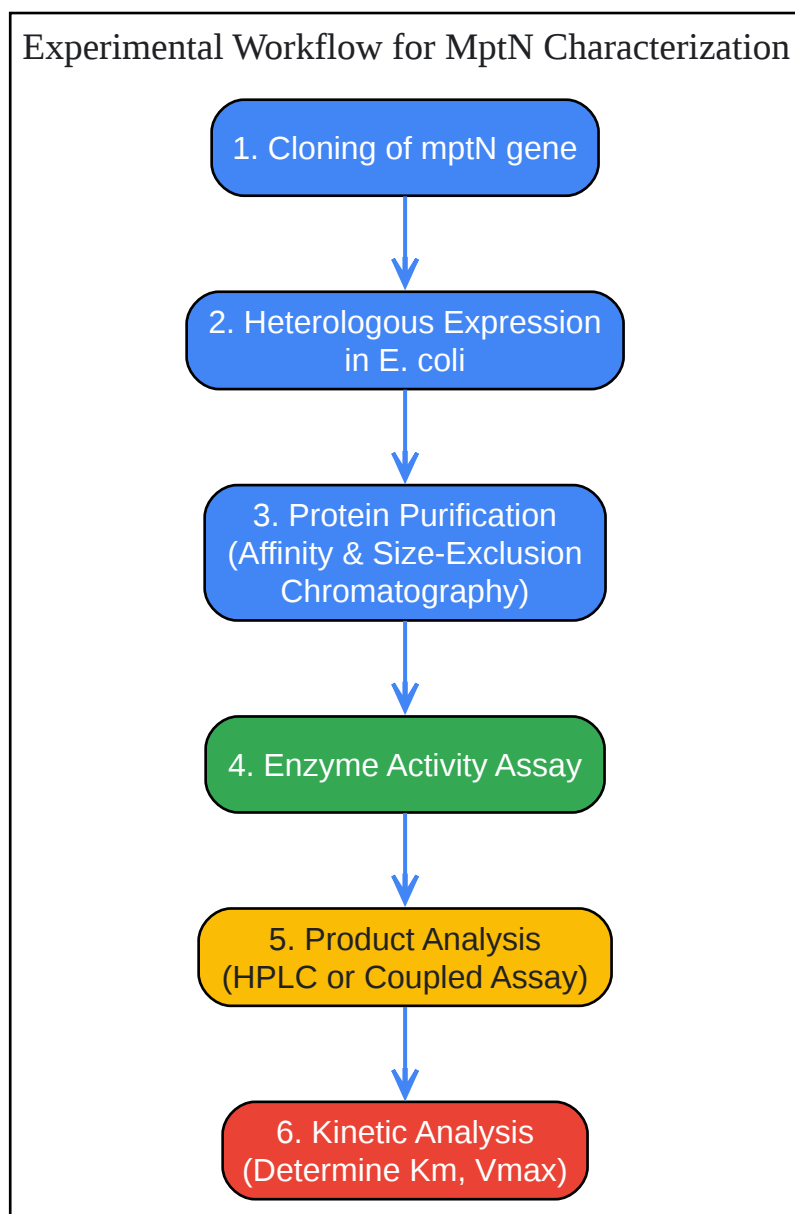 Experimental Workflow for MptN Characterization
1. Cloning of mptN gene
2. Heterologous Expression
in E. coli
3. Protein Purification
(Affinity & Size-Exclusion
Chromatography)
4. Enzyme Activity Assay
5. Product Analysis
(HPLC or Coupled Assay)
6. Kinetic Analysis
(Determine Km, Vmax)